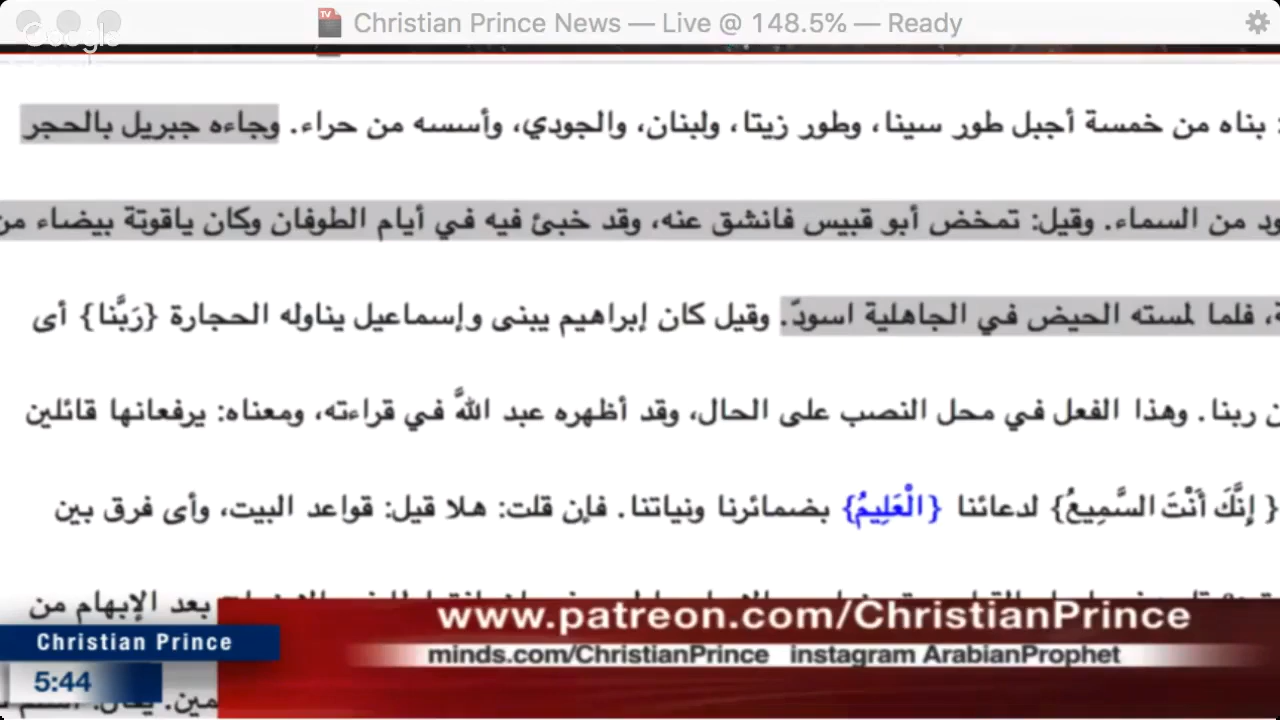 Christian Prince News — Live @ 148.5% — Ready
Google
: بناه من خمسة أجبل طور سينا، وطور زيتا، ولبنان، والجودي، وأسسه من حراء. وجاءه جبريل بالحجر
ود من السماء. وقيل: تمخض أبو قبيس فانشق عنه، وقد خبئ فيه في أيام الطوفان وكان ياقوتة بيضاء من
ة، فلما لمسته الحيض في الجاهلية اسودّ. وقيل كان إبراهيم يبنى وإسماعيل يناوله الحجارة {رَبَّنا} أى
ن ربنا. وهذا الفعل في محل النصب على الحال، وقد أظهره عبد اللَّه في قراءته، ومعناه: يرفعانها قائلين
{ إِنَّكَ أَنْتَ السَّمِيعُ} لدعائنا {الْعَلِيمُ} بضمائرنا ونياتنا. فإن قلت: هلا قيل: قواعد البيت، وأى فرق بين
بعد الإبهام من
www.patreon.com/ChristianPrince
Christian Prince
minds.com/ChristianPrince instagram ArabianProphet
5:44